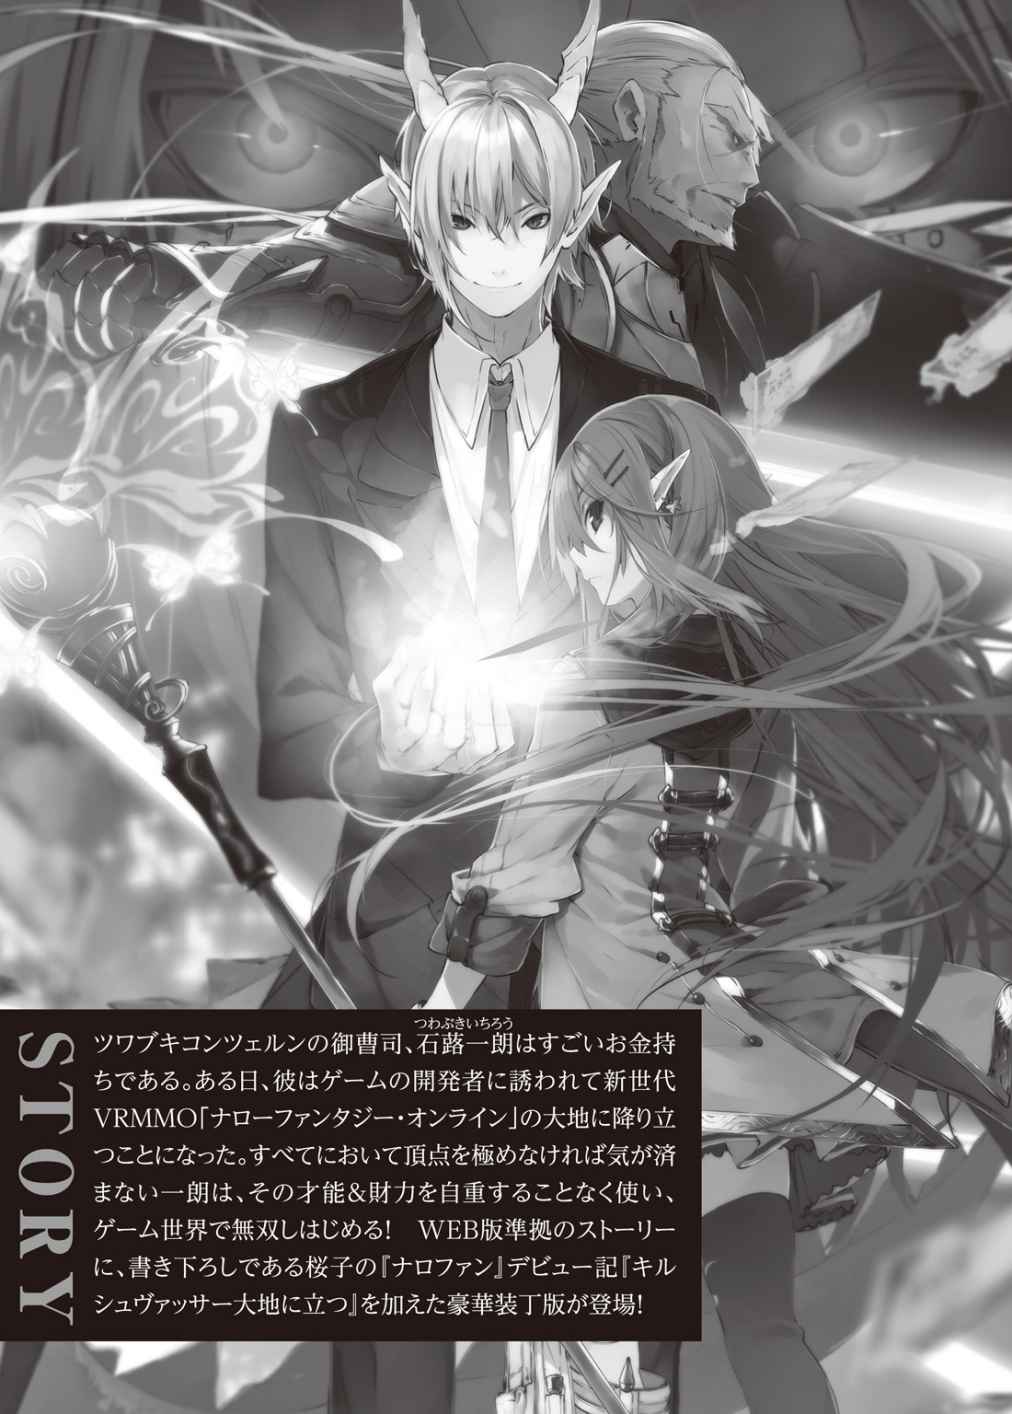 STORY
ツワブキコンツェルンの御曹司、石蕗一朗はすごいお金持
つわぶきいちろう
ちである。ある日、彼はゲームの開発者に誘われて新世代
VRMMO「ナローファンタジー・オンライン」の大地に降り立
つことになった。すべてにおいて頂点を極めなければ気が済
まない一朗は、その才能&財力を自重することなく使い、
ゲーム世界で無双しはじめる!　WEB版準拠のストーリー
に、書き下ろしである桜子の『ナロファン』デビュー記『キル
シュヴァッサー大地に立つ』を加えた豪華装丁版が登場!